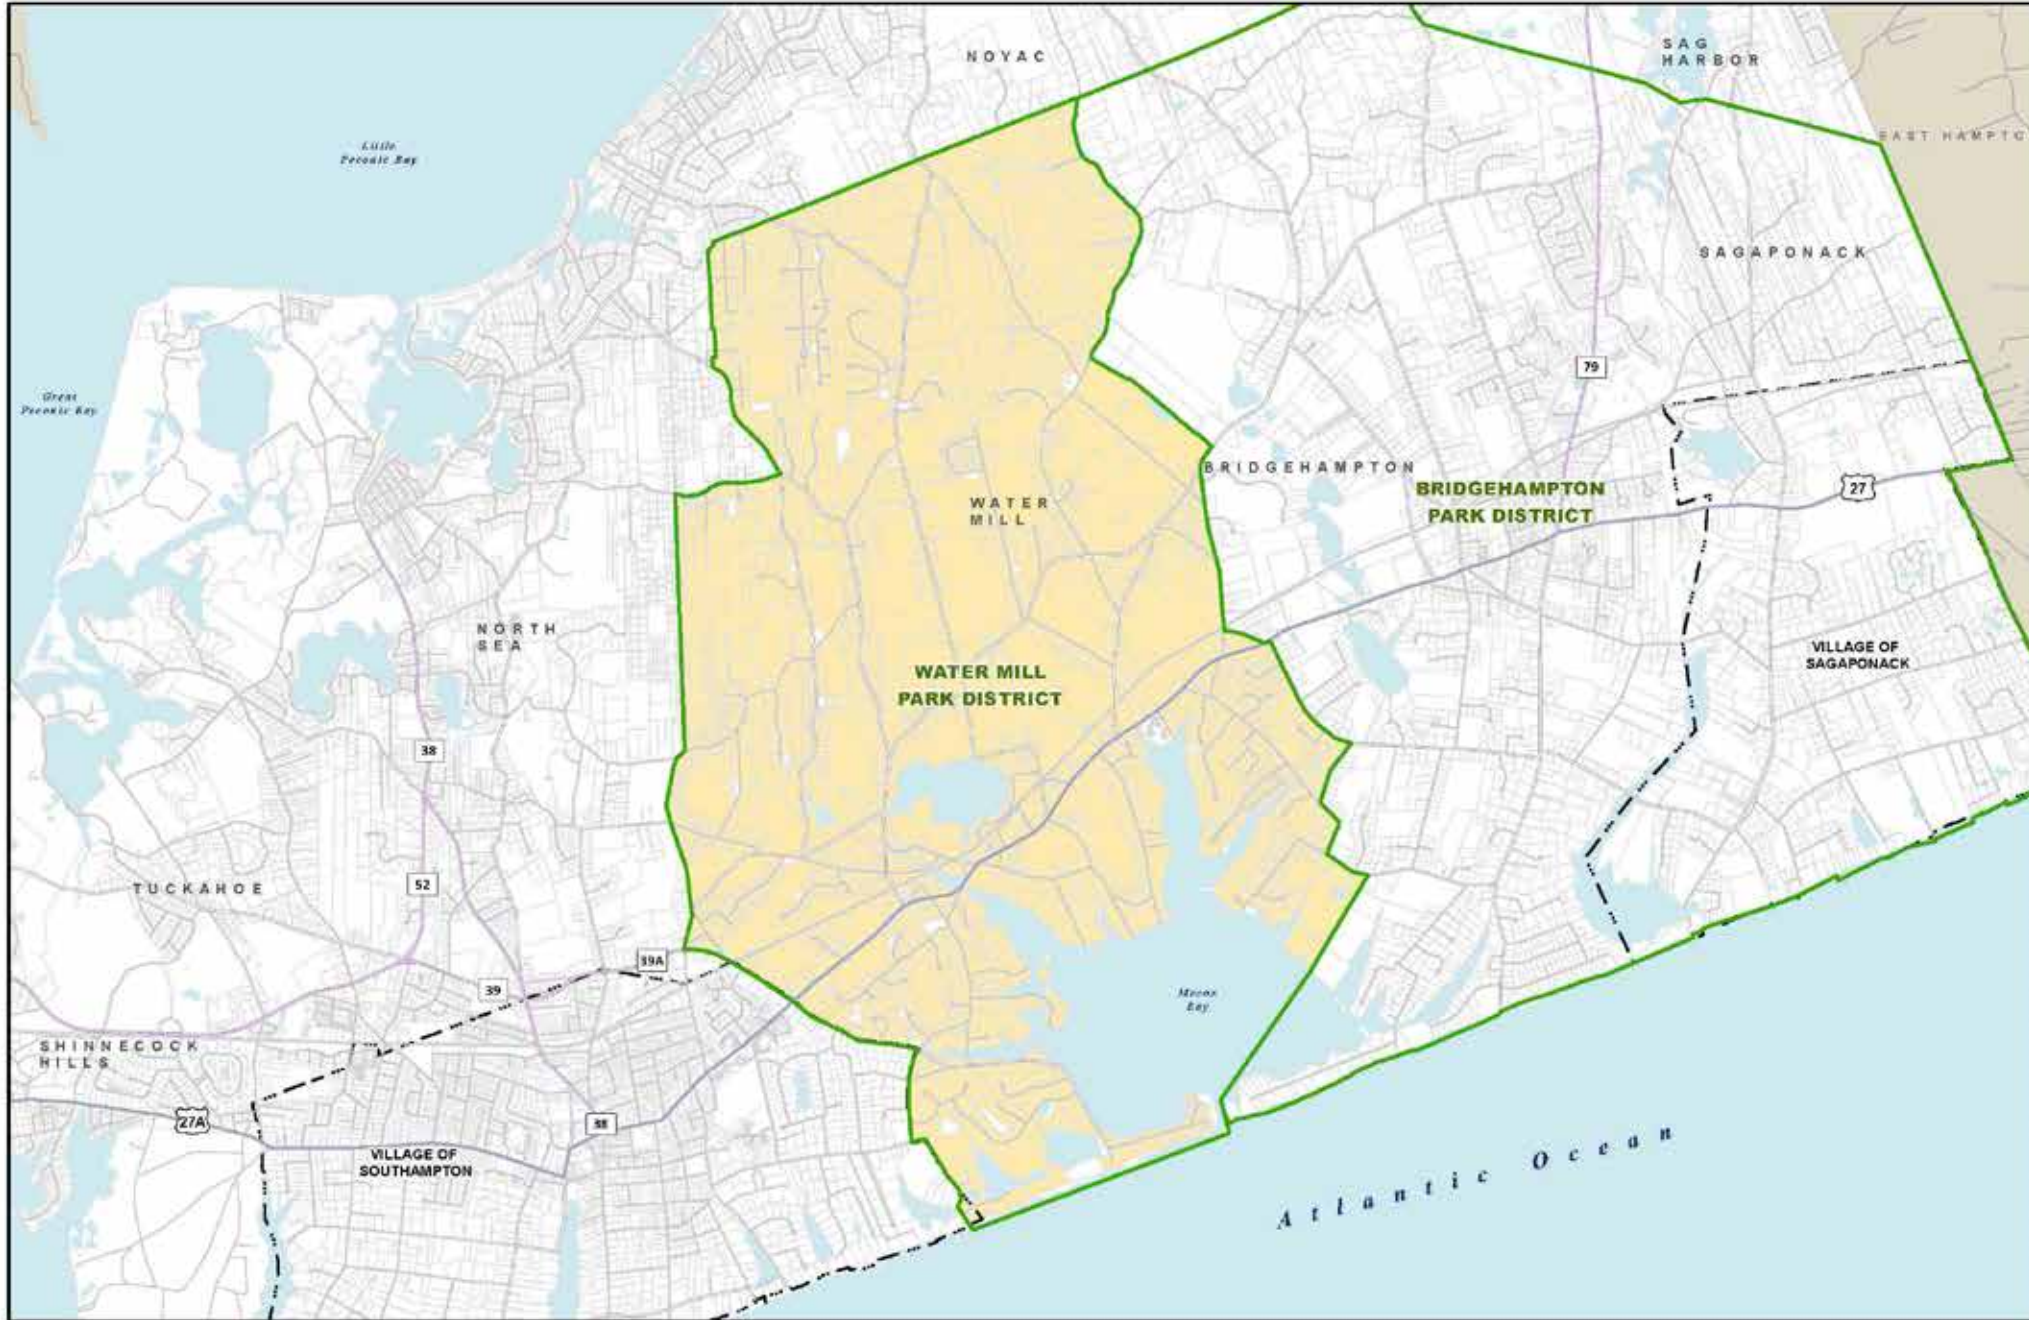 NOYAC
SAG
HARBOR
EAST HAMPTO
Little
Peconic Bay
SAGAPONACK
79
Great
Peconic Bay
BRIDGEHAMPTON
BRIDGEHAMPTON
PARK DISTRICT
27
WATER
MILL
NORTH
SEA
WATER MILL
PARK DISTRICT
VILLAGE OF
SAGAPONACK
38
TUCKAHOE
52
39A
39
Mecox
Bay
SHINNECOCK
HILLS
27A
38
VILLAGE OF
SOUTHAMPTON
Atlantic Ocean